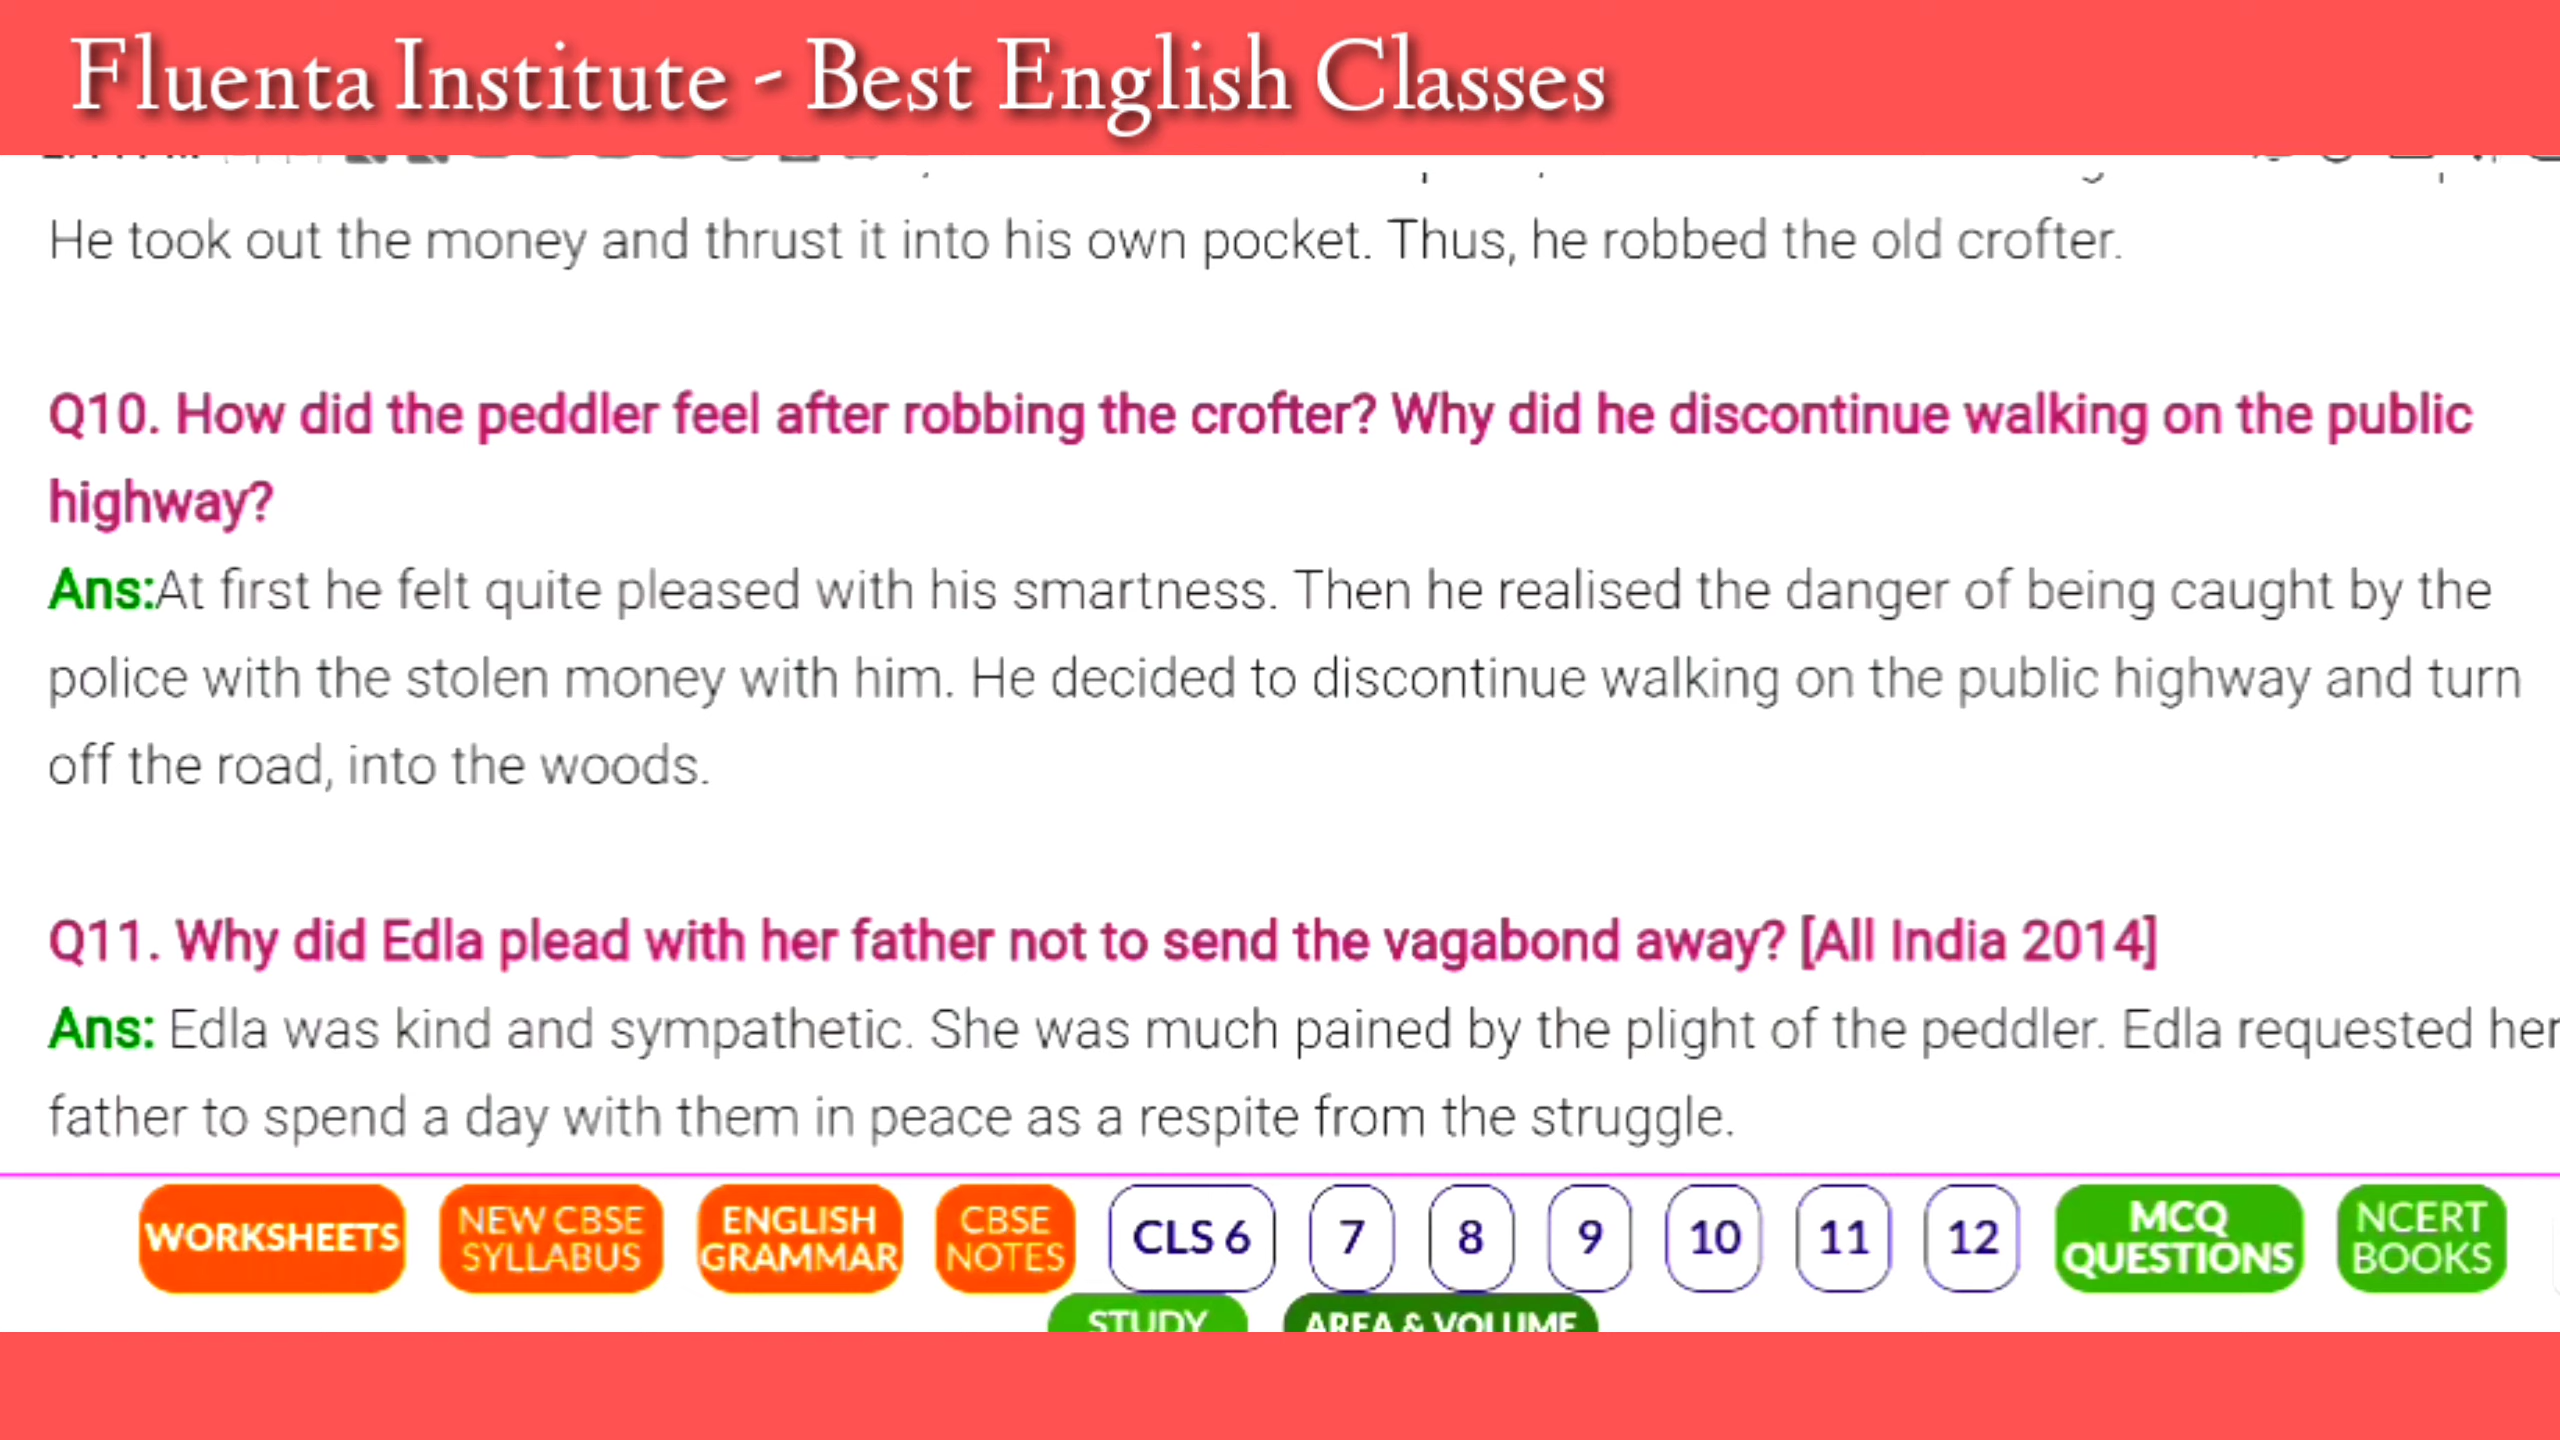 Fluenta Institute - Best English Classes
He took out the money and thrust it into his own pocket. Thus, he robbed the old crofter.
Q10. How did the peddler feel after robbing the crofter? Why did he discontinue walking on the public
highway?
Ans:At first he felt quite pleased with his smartness. Then he realised the danger of being caught by the
police with the stolen money with him. He decided to discontinue walking on the public highway and turn
off the road, into the woods.
Q11. Why did Edla plead with her father not to send the vagabond away? [All India 2014]
Ans: Edla was kind and sympathetic. She was much pained by the plight of the peddler. Edla requested her
father to spend a day with them in peace as a respite from the struggle.
WORKSHEETS NEW CBSE SYLLABUS ENGLISH GRAMMAR CBSE NOTES CLS 6 7 8 9 10 11 12 MCQ QUESTIONS NCERT BOOKS
STUDY AREA & VOLUME